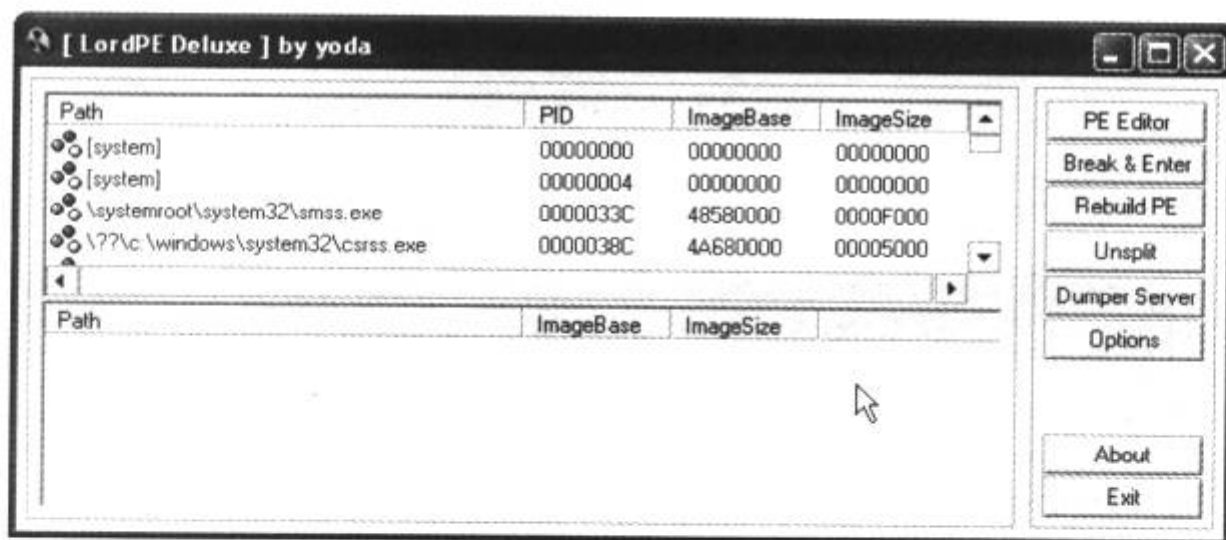 [ LordPE Deluxe ] by yoda
Path PID ImageBase ImageSize
[system] 00000000 00000000 00000000
[system] 00000004 00000000 00000000
\systemroot\system32\smss.exe 0000033C 48580000 0000F000
\??\c:\windows\system32\csrss.exe 0000038C 4A680000 00005000
Path ImageBase ImageSize
PE Editor
Break & Enter
Rebuild PE
Unsplit
Dumper Server
Options
About
Exit